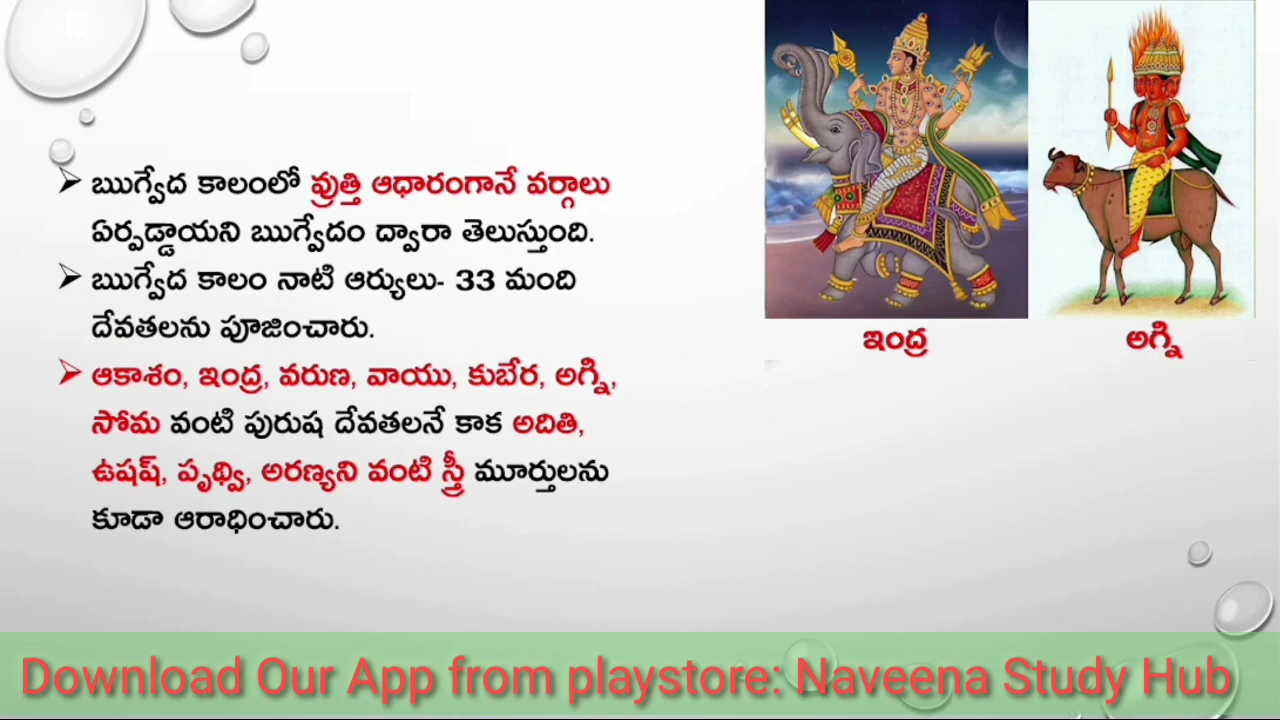 ఋగ్వేద కాలంలో వ్రుత్తి ఆధారంగానే వర్గాలు
ఏర్పడ్డాయని ఋగ్వేదం ద్వారా తెలుస్తుంది.
ఋగ్వేద కాలం నాటి ఆర్యులు- 33 మంది
దేవతలను పూజించారు.
ఆకాశం, ఇంద్ర, వరుణ, వాయు, కుబేర, అగ్ని,
సోమ వంటి పురుష దేవతలనే కాక అదితి,
ఉషష్, పృథ్వి, అరణ్యని వంటి స్త్రీ మూర్తులను
కూడా ఆరాధించారు.
ఇంద్ర
అగ్ని
Download Our App from playstore: Naveena Study Hub